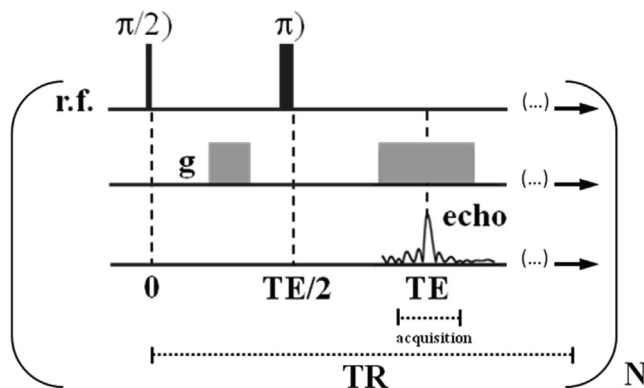 π/2) π)
r.f. (...)
g (...)
echo
(...)
0 TE/2 TE
acquisition
TR
N